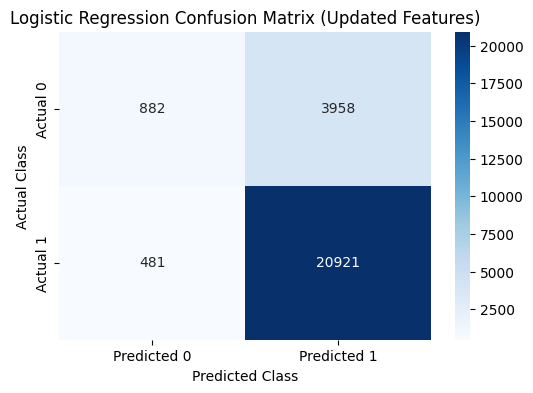 Logistic Regression Confusion Matrix (Updated Features)
Actual Class
Actual 0
882
3958
Actual 1
481
20921
Predicted 0
Predicted 1
Predicted Class
20000
17500
15000
12500
10000
7500
5000
2500